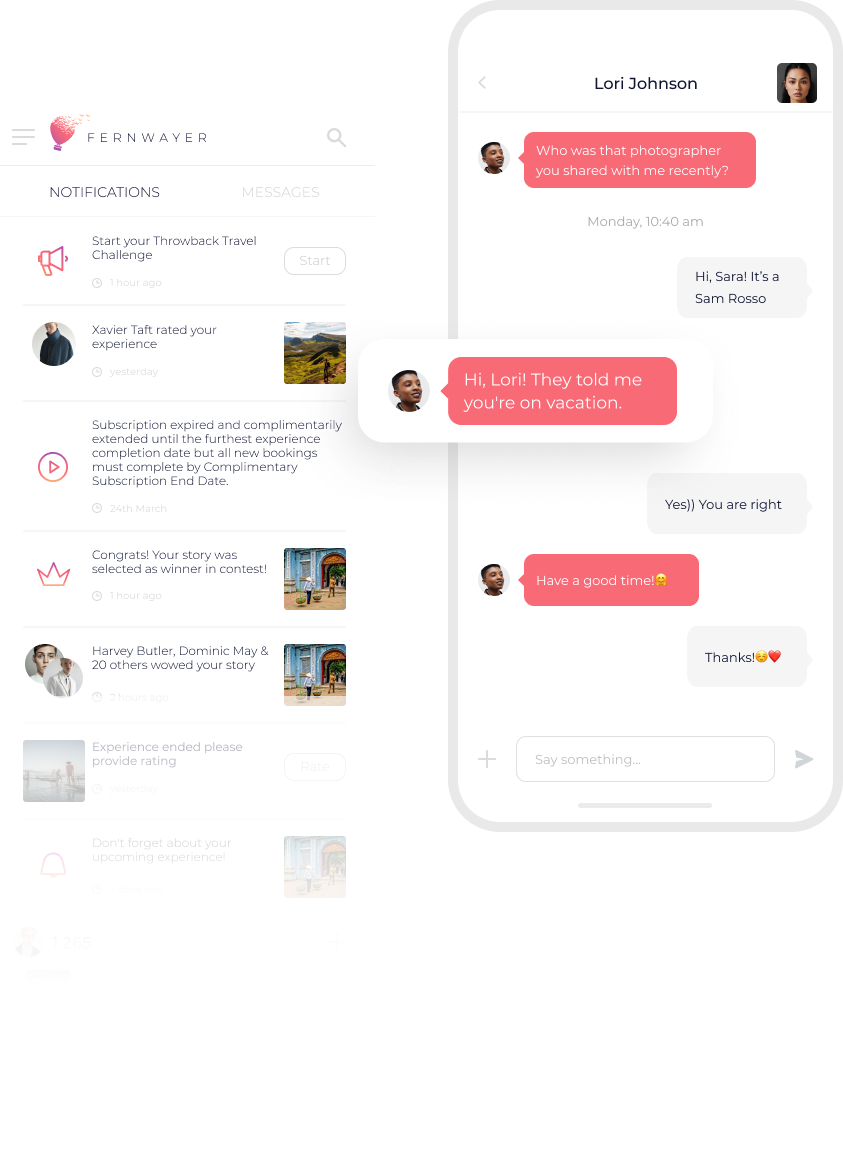 FERNWAYER
NOTIFICATIONS
MESSAGES
Start your Throwback Travel
Challenge
1 hour ago
Start
Xavier Taft rated your
experience
yesterday
Subscription expired and complimentarily
extended until the furthest experience
completion date but all new bookings
must complete by Complimentary
Subscription End Date.
24th March
Congrats! Your story was
selected as winner in contest!
1 hour ago
Harvey Butler, Dominic May &
20 others wowed your story
2 hours ago
Experience ended please
provide rating
yesterday
Rate
Don't forget about your
upcoming experience!
1 265
Lori Johnson
Who was that photographer
you shared with me recently?
Monday, 10:40 am
Hi, Sara! It's a
Sam Rosso
Hi, Lori! They told me
you're on vacation.
Yes)) You are right
Have a good time!🤗
Thanks!☺️❤️
Say something...